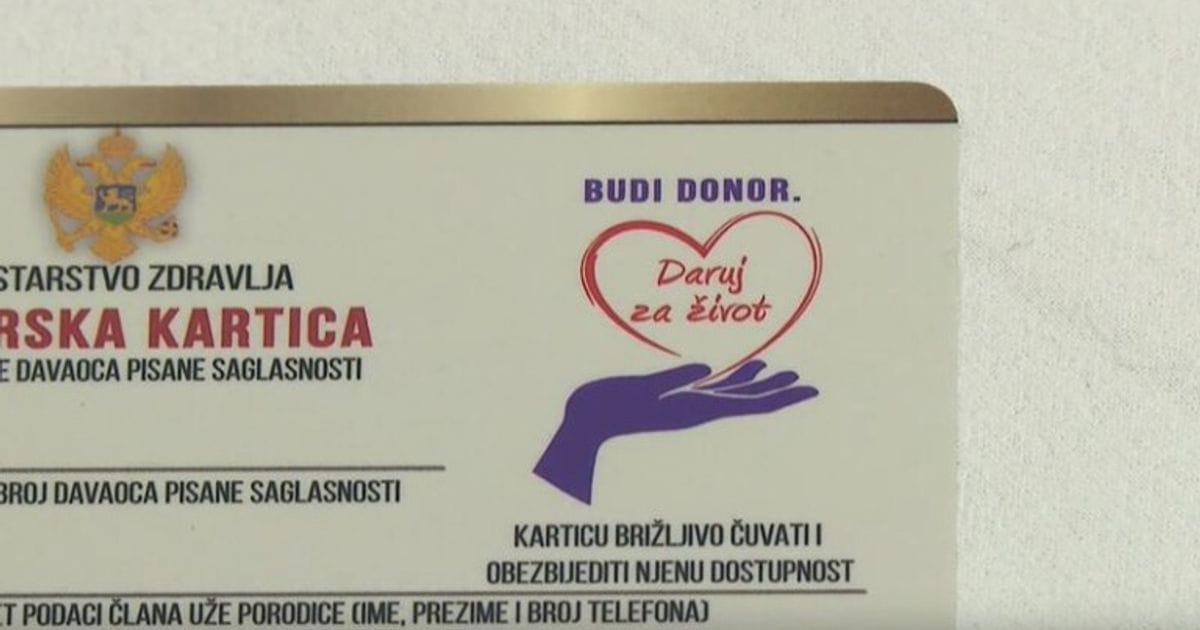 STARSTVO ZDRAVLJA
RSKA KARTICA
E DAVAOCA PISANE SAGLASNOSTI
BROJ DAVAOCA PISANE SAGLASNOSTI
BUDI DONOR.
Daruj
za život
KARTICU BRIŽLJIVO ČUVATI I
OBEZBIJEDITI NJENU DOSTUPNOST
ET PODACI ČLANA UŽE PORODICE (IME, PREZIME I BROJ TELEFONA)